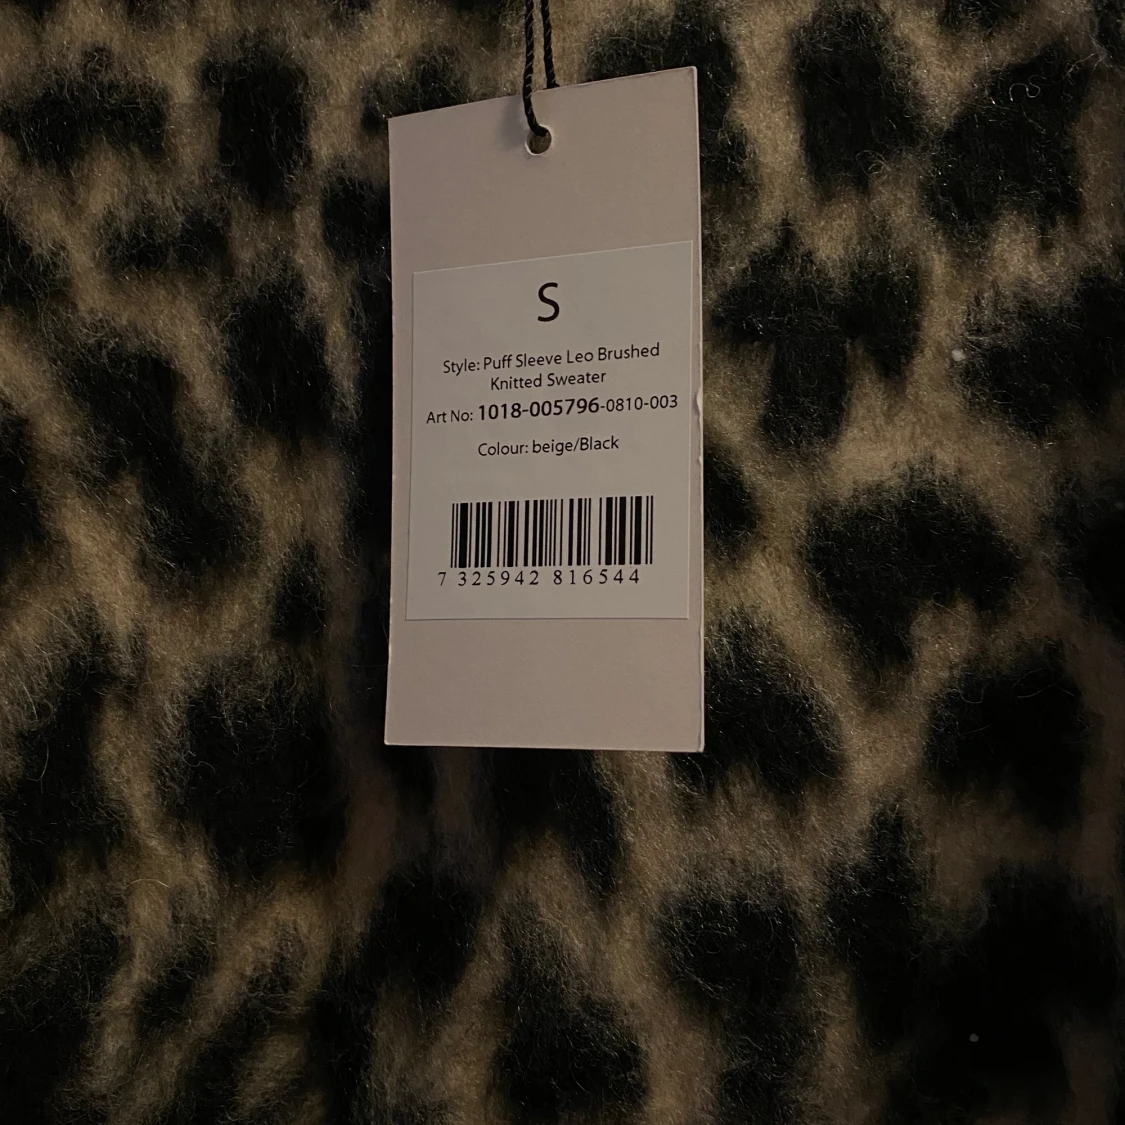 S
Style: Puff Sleeve Leo Brushed
Knitted Sweater
Art No: 1018-005796-0810-003
Colour: beige/Black
7 325942 816544